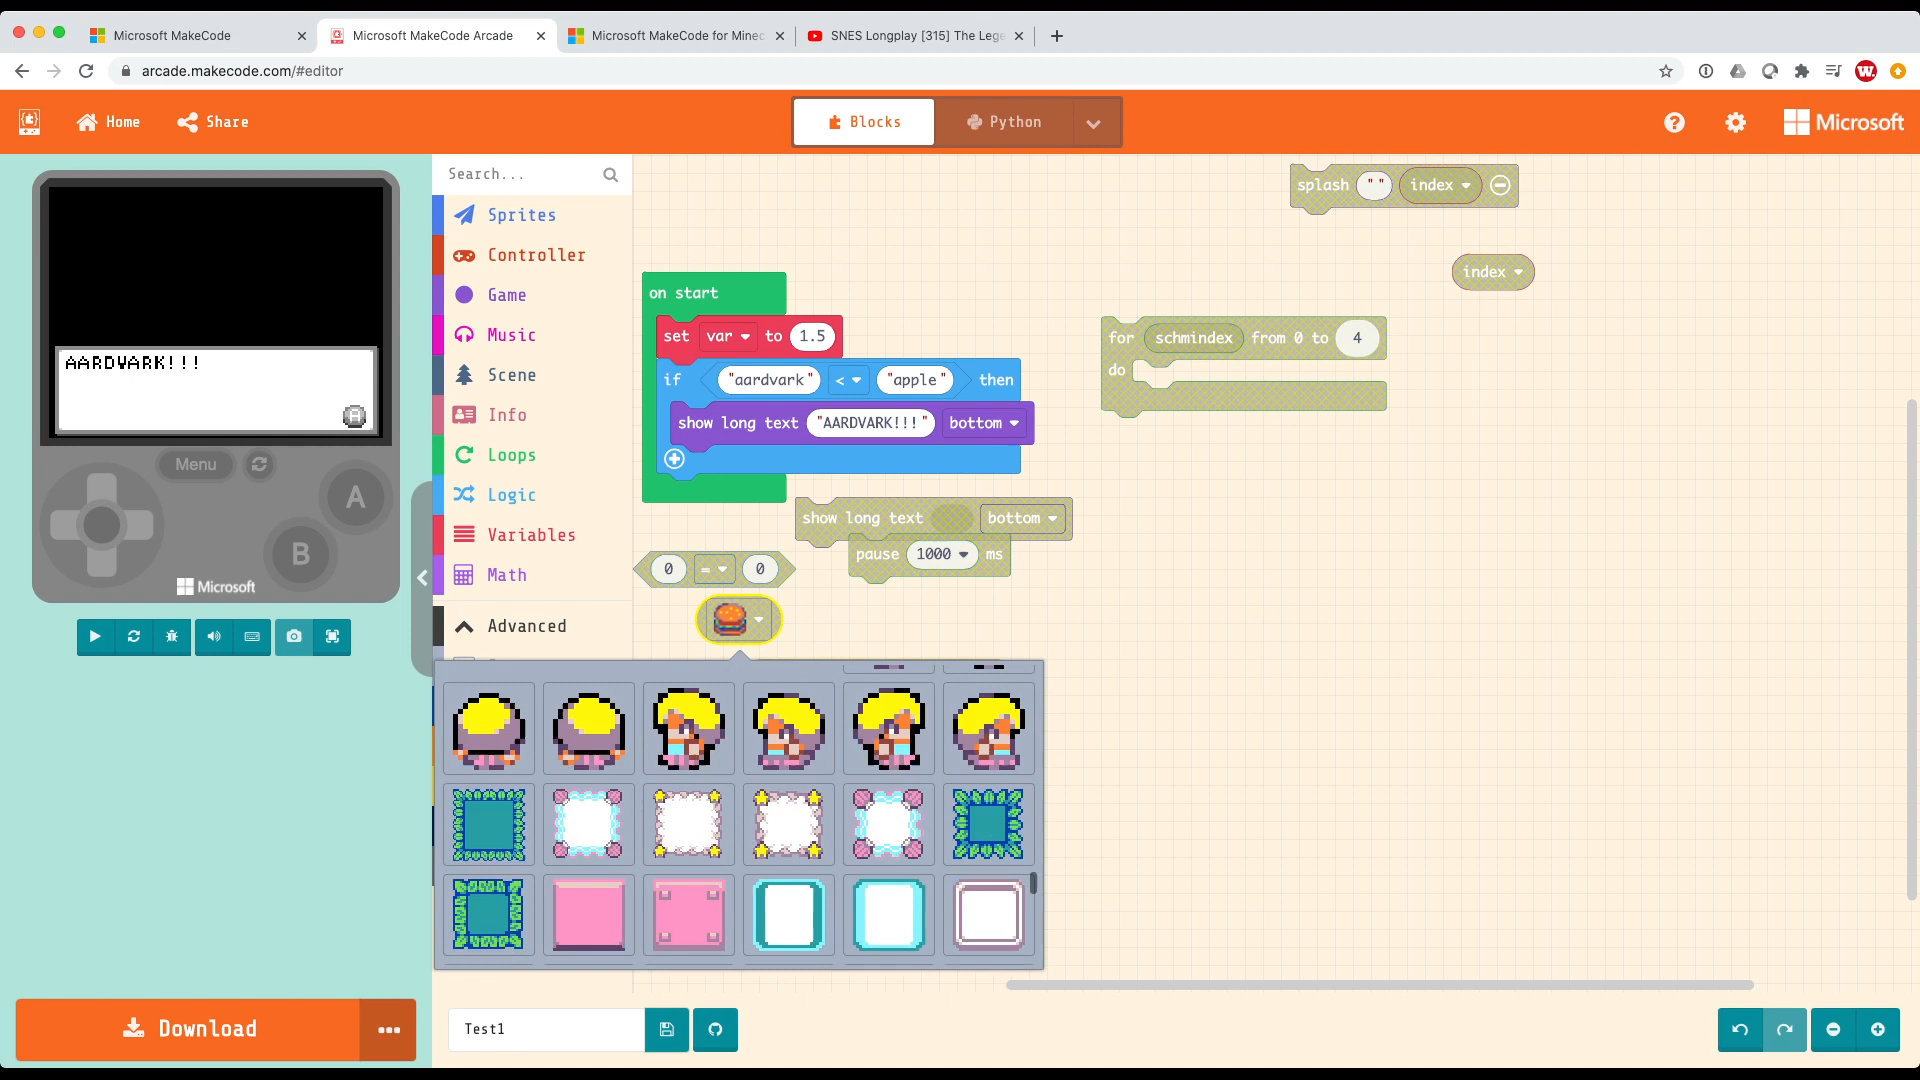 Microsoft MakeCode
Microsoft MakeCode Arcade
Microsoft MakeCode for Minec
SNES Longplay [315] The Lege
arcade.makecode.com/#editor
Home
Share
Blocks
Python
Microsoft
Search...
Sprites
Controller
Game
Music
Scene
Info
Loops
Logic
Variables
Math
Advanced
AARDVARK!!!
A
Menu
A
B
Microsoft
splash " " index
index
on start
set var to 1.5
if "aardvark" < "apple" then
show long text "AARDVARK!!!" bottom
for schmindex from 0 to 4
do
show long text bottom
pause 1000 ms
0 = 0
Download
Test1